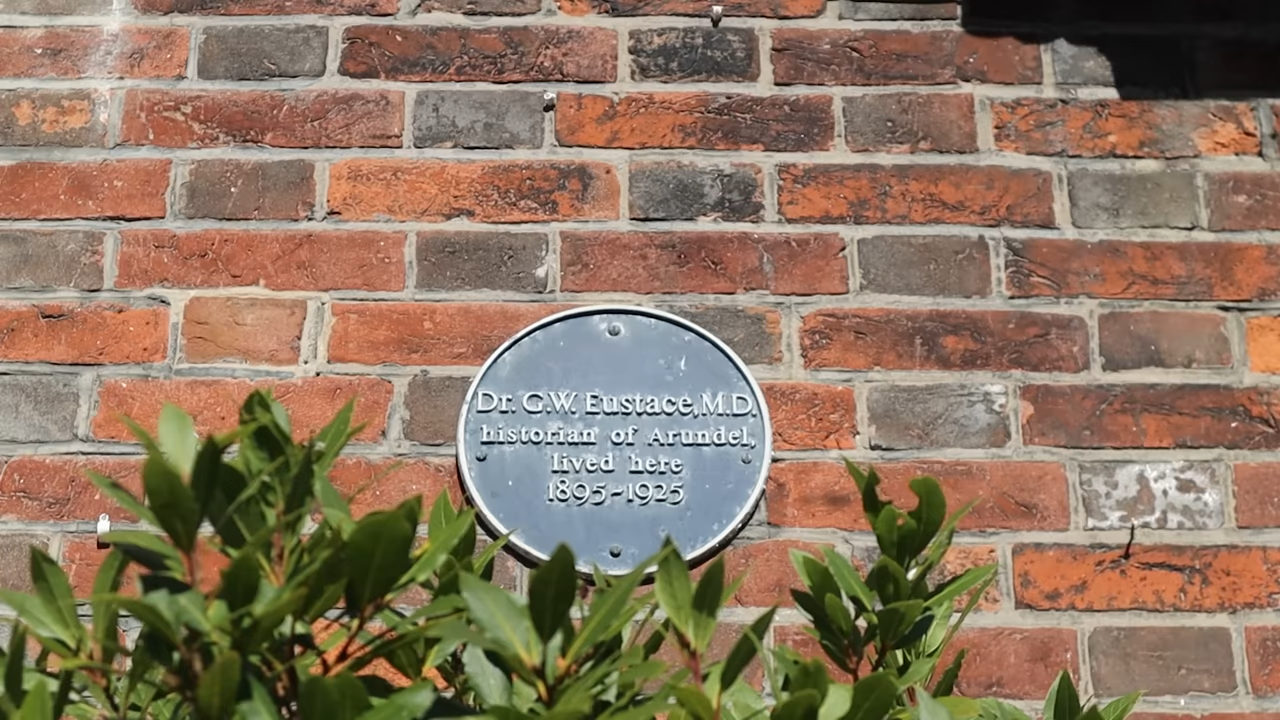 Dr. G.W. Eustace, M.D.
historian of Arundel,
lived here
1895-1925